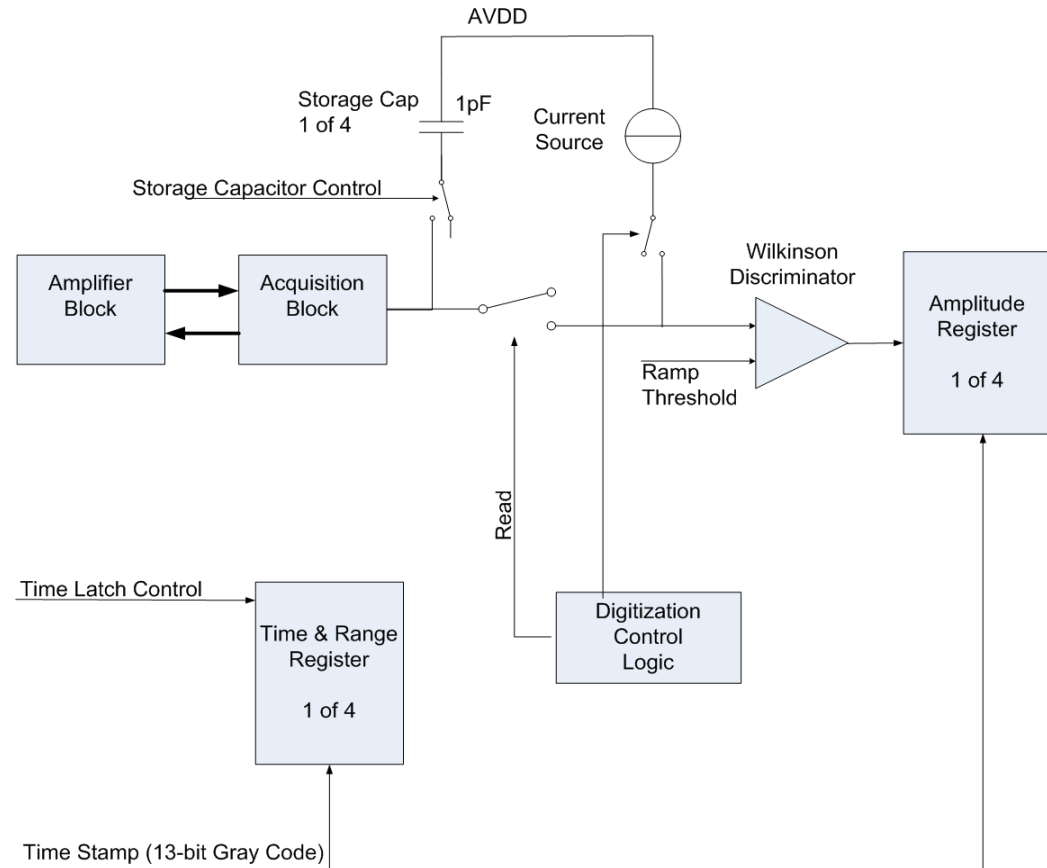 AVDD
Storage Cap
1 of 4
1pF
Current
Source
Storage Capacitor Control
Amplifier
Block
Acquisition
Block
Wilkinson
Discriminator
Amplitude
Register
1 of 4
Ramp
Threshold
Read
Time Latch Control
Time & Range
Register
1 of 4
Digitization
Control
Logic
Time Stamp (13-bit Gray Code)